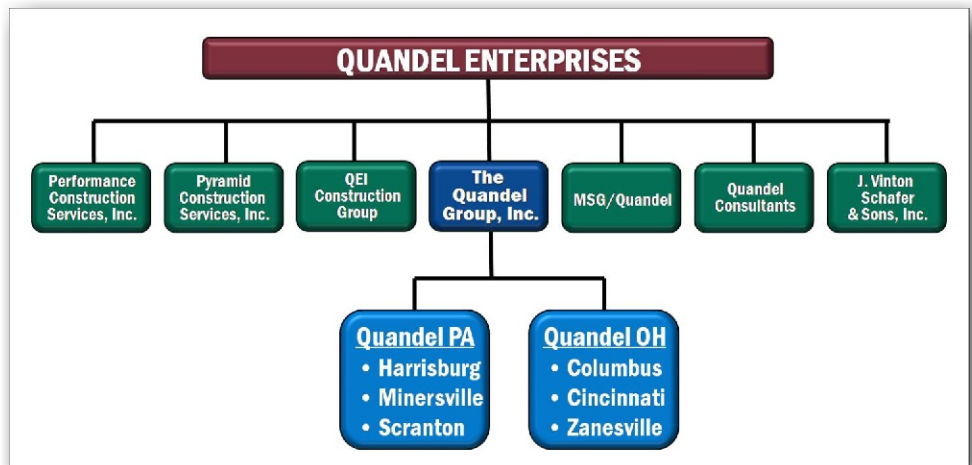 QUANDEL ENTERPRISES
Performance
Construction
Services, Inc.
Pyramid
Construction
Services, Inc.
QEI
Construction
Group
The
Quandel
Group, Inc.
MSG/Quandel
Quandel
Consultants
J. Vinton
Schafer
& Sons, Inc.
Quandel PA
• Harrisburg
• Minersville
• Scranton
Quandel OH
• Columbus
• Cincinnati
• Zanesville